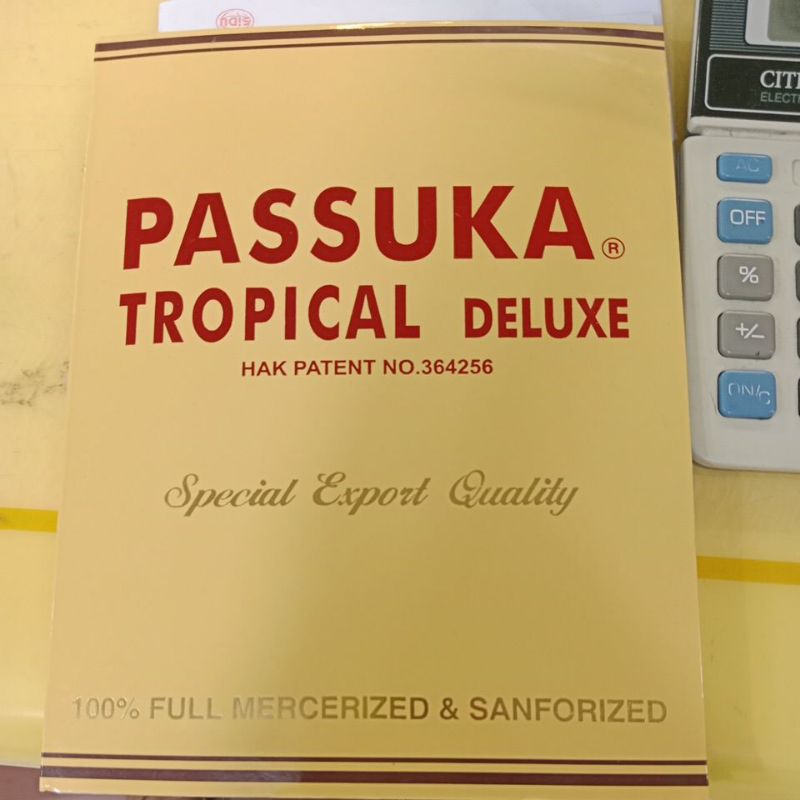 PASSUKA®
TROPICAL DELUXE
HAK PATENT NO.364256
Special Export Quality
100% FULL MERCERIZED & SANFORIZED
AC
OFF
%
+/−
ON/C